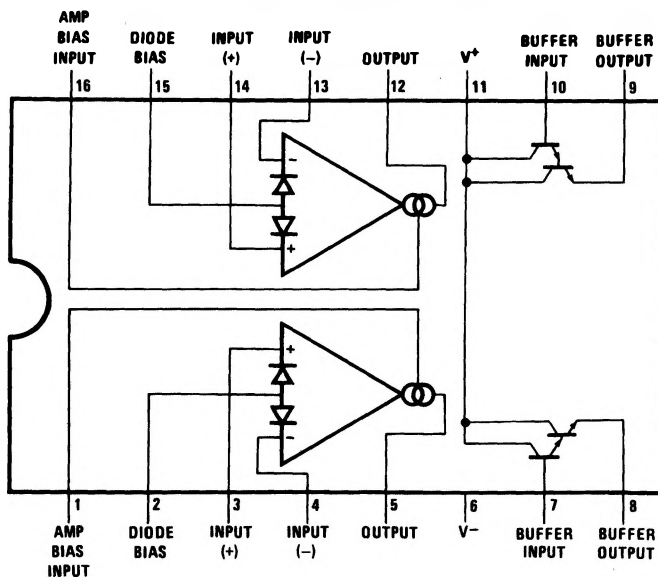 AMP
BIAS
INPUT
DIODE
BIAS
INPUT
(+)
INPUT
(−)
OUTPUT
V+
BUFFER
INPUT
BUFFER
OUTPUT
16 15 14 13 12 11 10 9
−
+
+
−
1 2 3 4 5 6 7 8
AMP
BIAS
INPUT
DIODE
BIAS
INPUT
(+)
INPUT
(−)
OUTPUT
V−
BUFFER
INPUT
BUFFER
OUTPUT